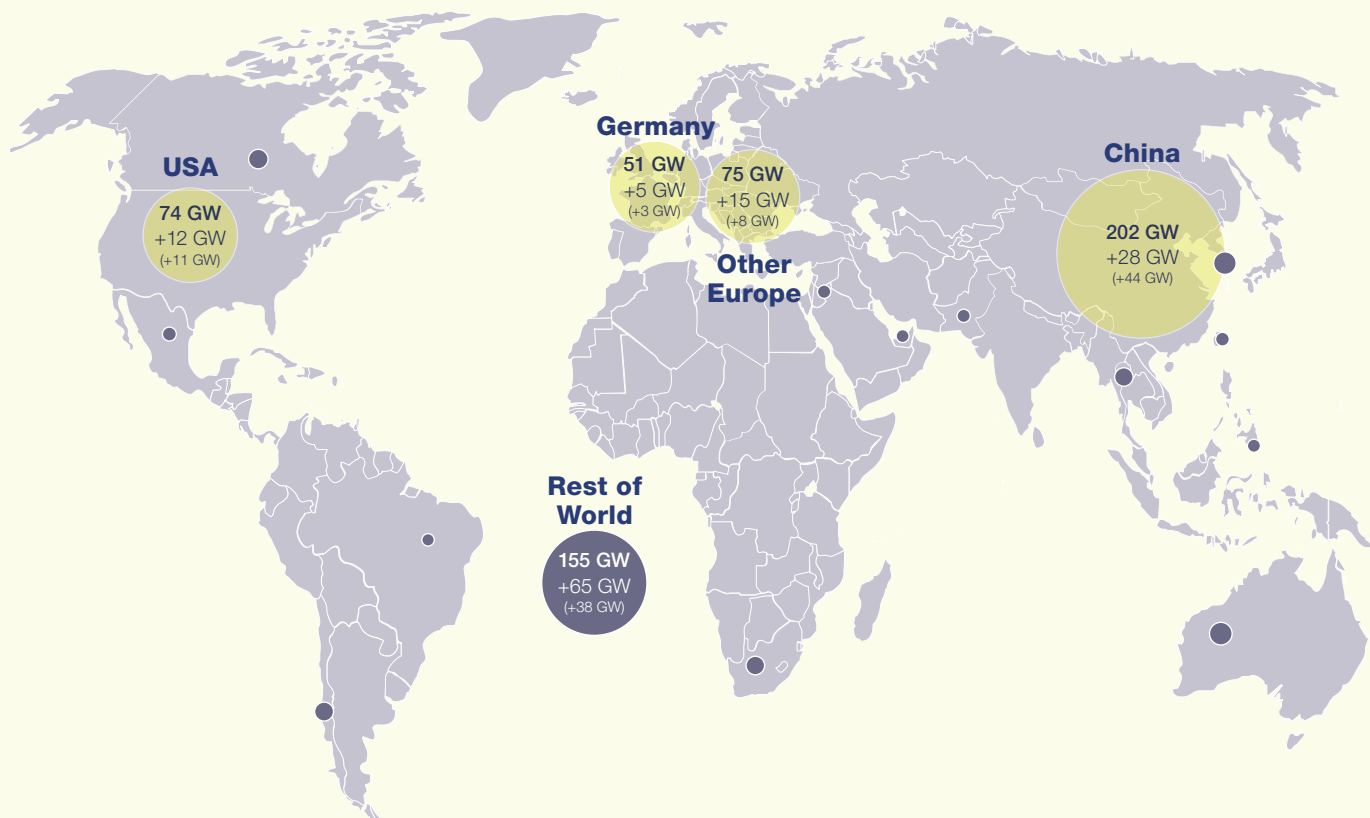 USA
74 GW
+12 GW
(+11 GW)
Germany
51 GW
+5 GW
(+3 GW)
75 GW
+15 GW
(+8 GW)
Other
Europe
China
202 GW
+28 GW
(+44 GW)
Rest of
World
155 GW
+65 GW
(+38 GW)